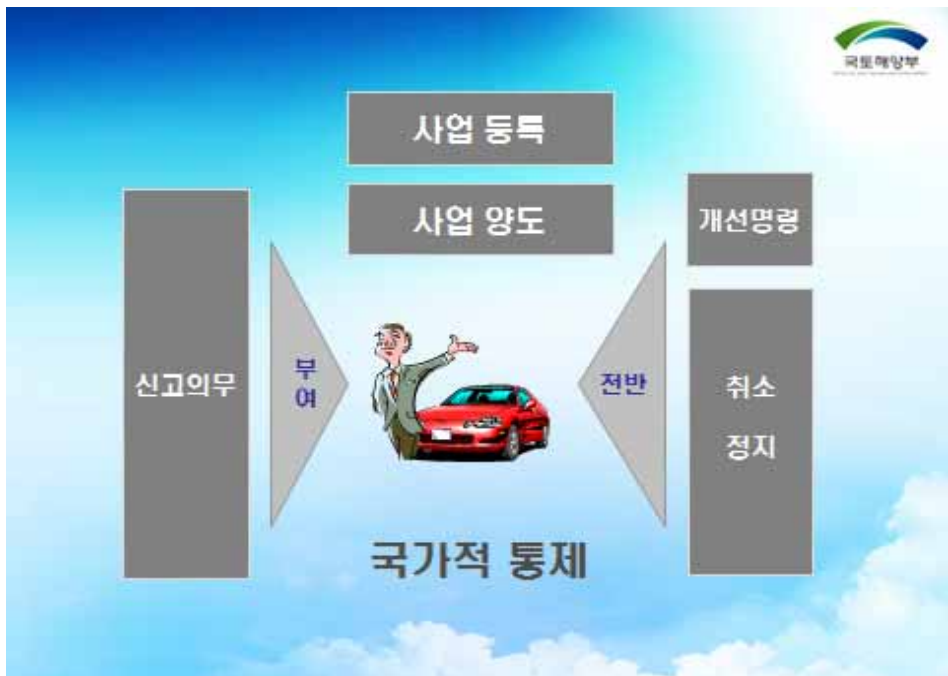 국토해양부
사업 등록
사업 양도
개선명령
신고의무
부
여
전반
취소
정지
국가적 통제